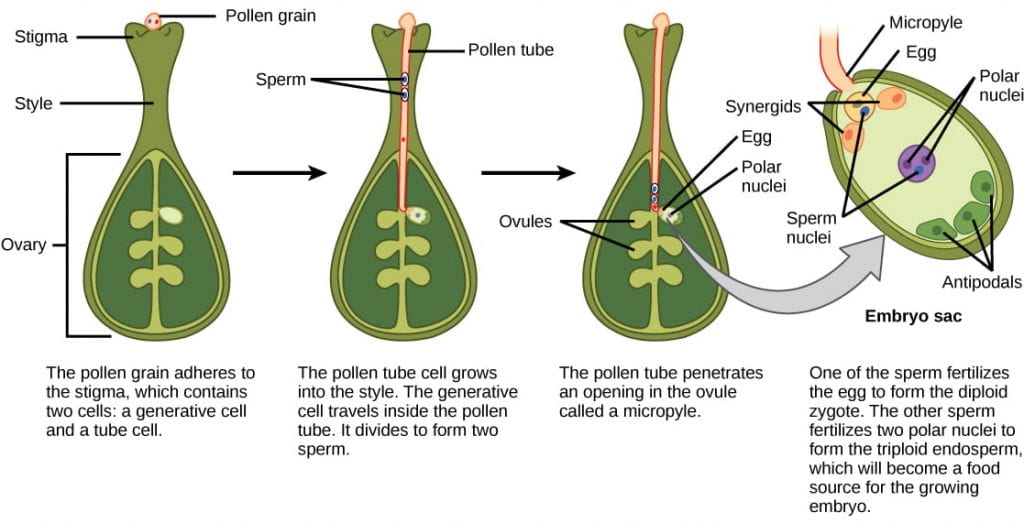 Pollen grain
Stigma
Style
Ovary
The pollen grain adheres to
the stigma, which contains
two cells: a generative cell
and a tube cell.
Pollen tube
Sperm
The pollen tube cell grows
into the style. The generative
cell travels inside the pollen
tube. It divides to form two
sperm.
Egg
Polar
nuclei
Ovules
The pollen tube penetrates
an opening in the ovule
called a micropyle.
Micropyle
Egg
Polar
nuclei
Synergids
Sperm
nuclei
Antipodals
Embryo sac
One of the sperm fertilizes
the egg to form the diploid
zygote. The other sperm
fertilizes two polar nuclei to
form the triploid endosperm,
which will become a food
source for the growing
embryo.